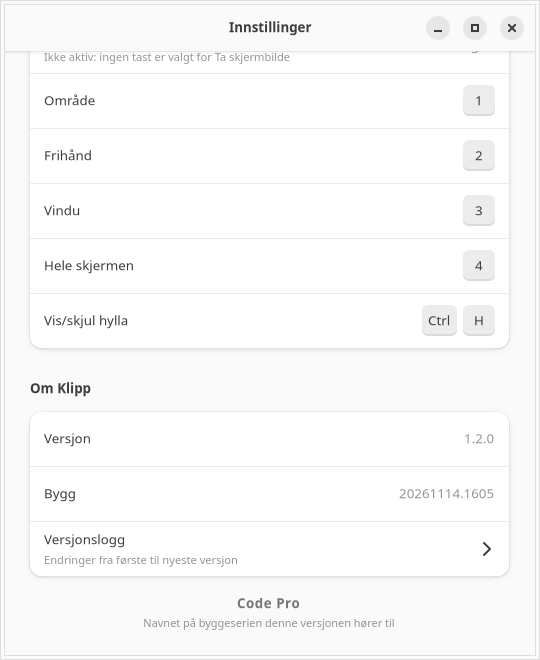 Innstillinger
Ikke aktiv: ingen tast er valgt for Ta skjermbilde
Område
1
Frihånd
2
Vindu
3
Hele skjermen
4
Vis/skjul hylla
Ctrl H
Om Klipp
Versjon
1.2.0
Bygg
20261114.1605
Versjonslogg
Endringer fra første til nyeste versjon
Code Pro
Navnet på byggeserien denne versjonen hører til